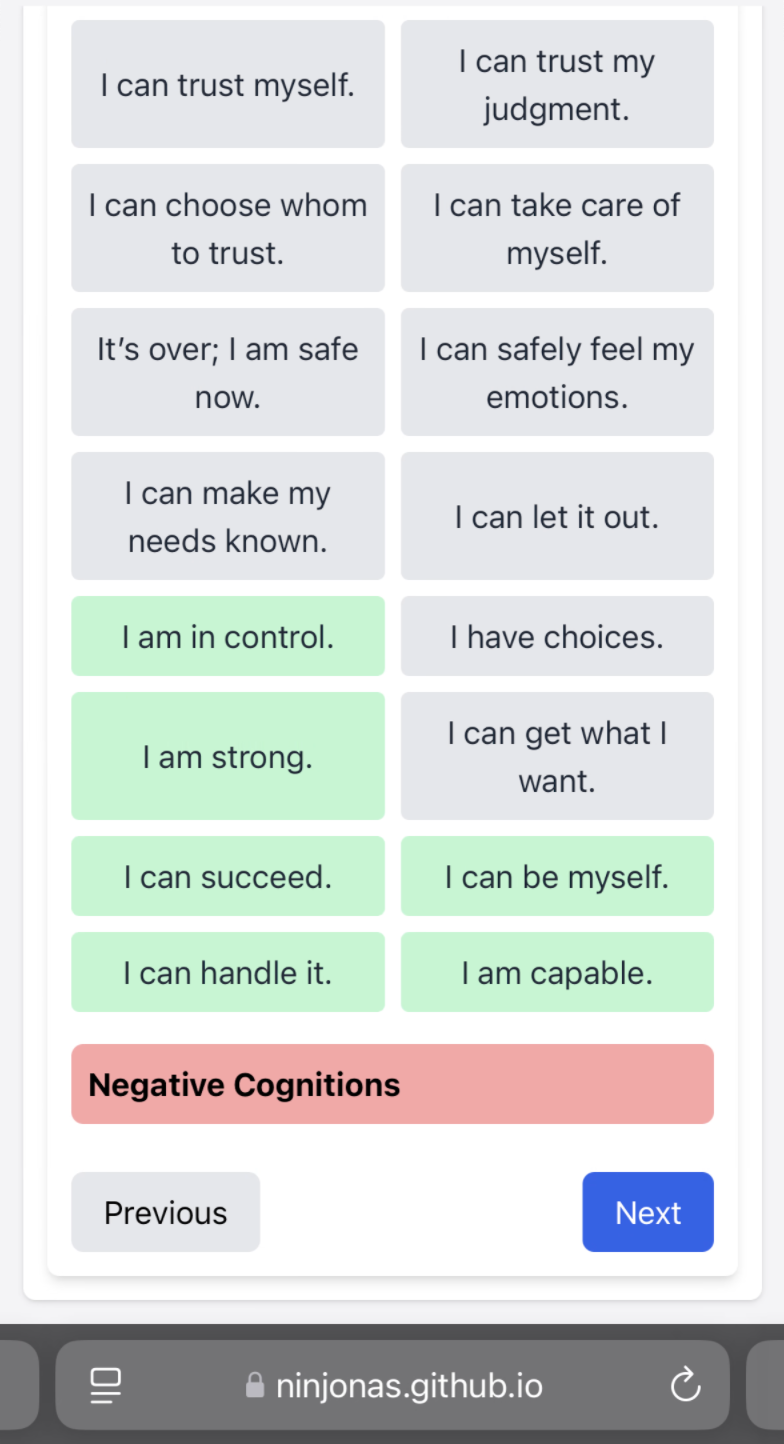 I can trust myself.
I can trust my
judgment.
I can choose whom
to trust.
I can take care of
myself.
It’s over; I am safe
now.
I can safely feel my
emotions.
I can make my
needs known.
I can let it out.
I am in control.
I have choices.
I am strong.
I can get what I
want.
I can succeed.
I can be myself.
I can handle it.
I am capable.
Negative Cognitions
Previous
Next
ninjonas.github.io